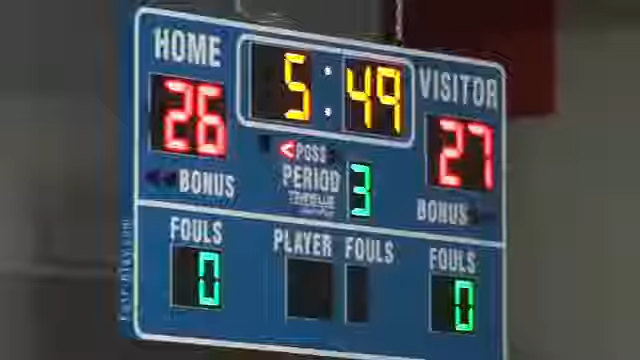 HOME 5:49 VISITOR
26 27
< POSS
BONUS PERIOD 3 BONUS
FOULS PLAYER FOULS FOULS
0 0